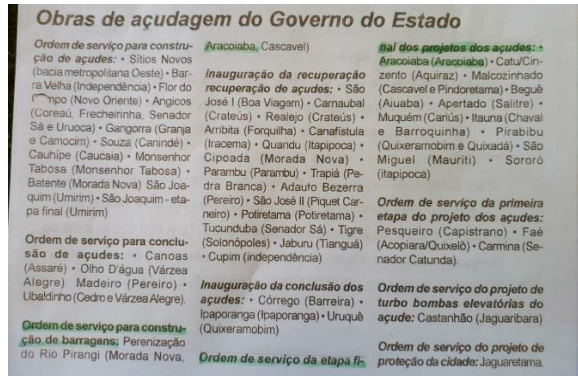 Obras de açudagem do Governo do Estado
Ordem de serviço para constru-
ção de açudes: • Sítios Novos
(bacia metropolitana Oeste) • Bar-
ra Velha (Independência) • Flor do
(Novo Oriente) • Angicos
(Coreaú, Frecheirinha, Senador
Sá e Uruoca) • Gangorra (Granja
e Camocim) • Souza (Canindé) •
Cauhipe (Caucaia) • Monsenhor
Tabosa (Monsenhor Tabosa) •
Batente (Morada Nova) São Joa-
quim (Umirim) • São Joaquim - eta-
pa final (Umirim)
Ordem de serviço para conclu-
são de açudes: • Canoas
(Assaré) • Olho D'água (Várzea
Alegre) Madeiro (Pereiro) •
Ubaldinho (Cedro e Várzea Alegre).
Ordem de serviço para constru-
ção de barragens: Perenização
do Rio Pirangi (Morada Nova,
Aracoiaba, Cascavel)
Inauguração da recuperação
recuperação de açudes: • São
José I (Boa Viagem) • Carnaubal
(Crateús) • Realejo (Crateús) •
Arribita (Forquilha) • Canafistula
(Iracema) • Quandu (Itapipoca) •
Cipoada (Morada Nova) •
Parambu (Parambu) • Trapiá (Pe-
dra Branca) • Adauto Bezerra
(Pereiro) • São José II (Piquet Car-
neiro) • Potiretama (Potiretama) •
Tucunduba (Senador Sá) • Tigre
(Solonópoles) • Jaburu (Tianguá)
• Cupim (independência)
Inauguração da conclusão dos
açudes: • Córrego (Barreira) •
Ipaporanga (Ipaporanga) • Uruquê
(Quixeramobim)
Ordem de serviço da etapa fi-
nal dos projetos dos açudes: •
Aracoiaba (Aracoiaba) • Catu/Cin-
zento (Aquiraz) • Malcozinhado
(Cascavel e Pindoretama) • Beguê
(Aiuaba) • Apertado (Salitre) •
Muquém (Cariús) • Itauna (Chaval
e Barroquinha) • Pirabibu
(Quixeramobim e Quixadá) • São
Miguel (Mauriti) • Sororó
(itapipoca)
Ordem de serviço da primeira
etapa do projeto dos açudes:
Pesqueiro (Capistrano) • Faé
(Acopiara/Quixelô) • Carmina (Se-
nador Catunda).
Ordem de serviço do projeto de
turbo bombas elevatórias do
açude: Castanhão (Jaguaribara)
Ordem de serviço do projeto de
proteção da cidade: Jaguaretama.